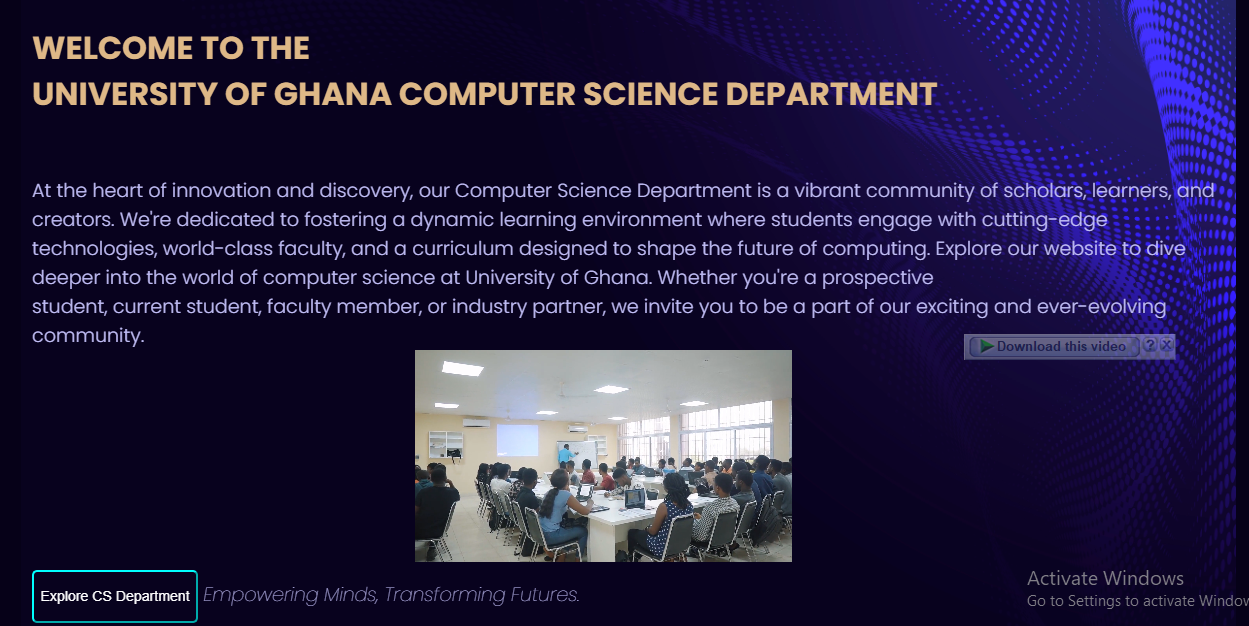 WELCOME TO THE
UNIVERSITY OF GHANA COMPUTER SCIENCE DEPARTMENT
At the heart of innovation and discovery, our Computer Science Department is a vibrant community of scholars, learners, and
creators. We're dedicated to fostering a dynamic learning environment where students engage with cutting-edge
technologies, world-class faculty, and a curriculum designed to shape the future of computing. Explore our website to dive
deeper into the world of computer science at University of Ghana. Whether you're a prospective
student, current student, faculty member, or industry partner, we invite you to be a part of our exciting and ever-evolving
community.
Download this video ? X
Explore CS Department Empowering Minds, Transforming Futures.
Activate Windows
Go to Settings to activate Window